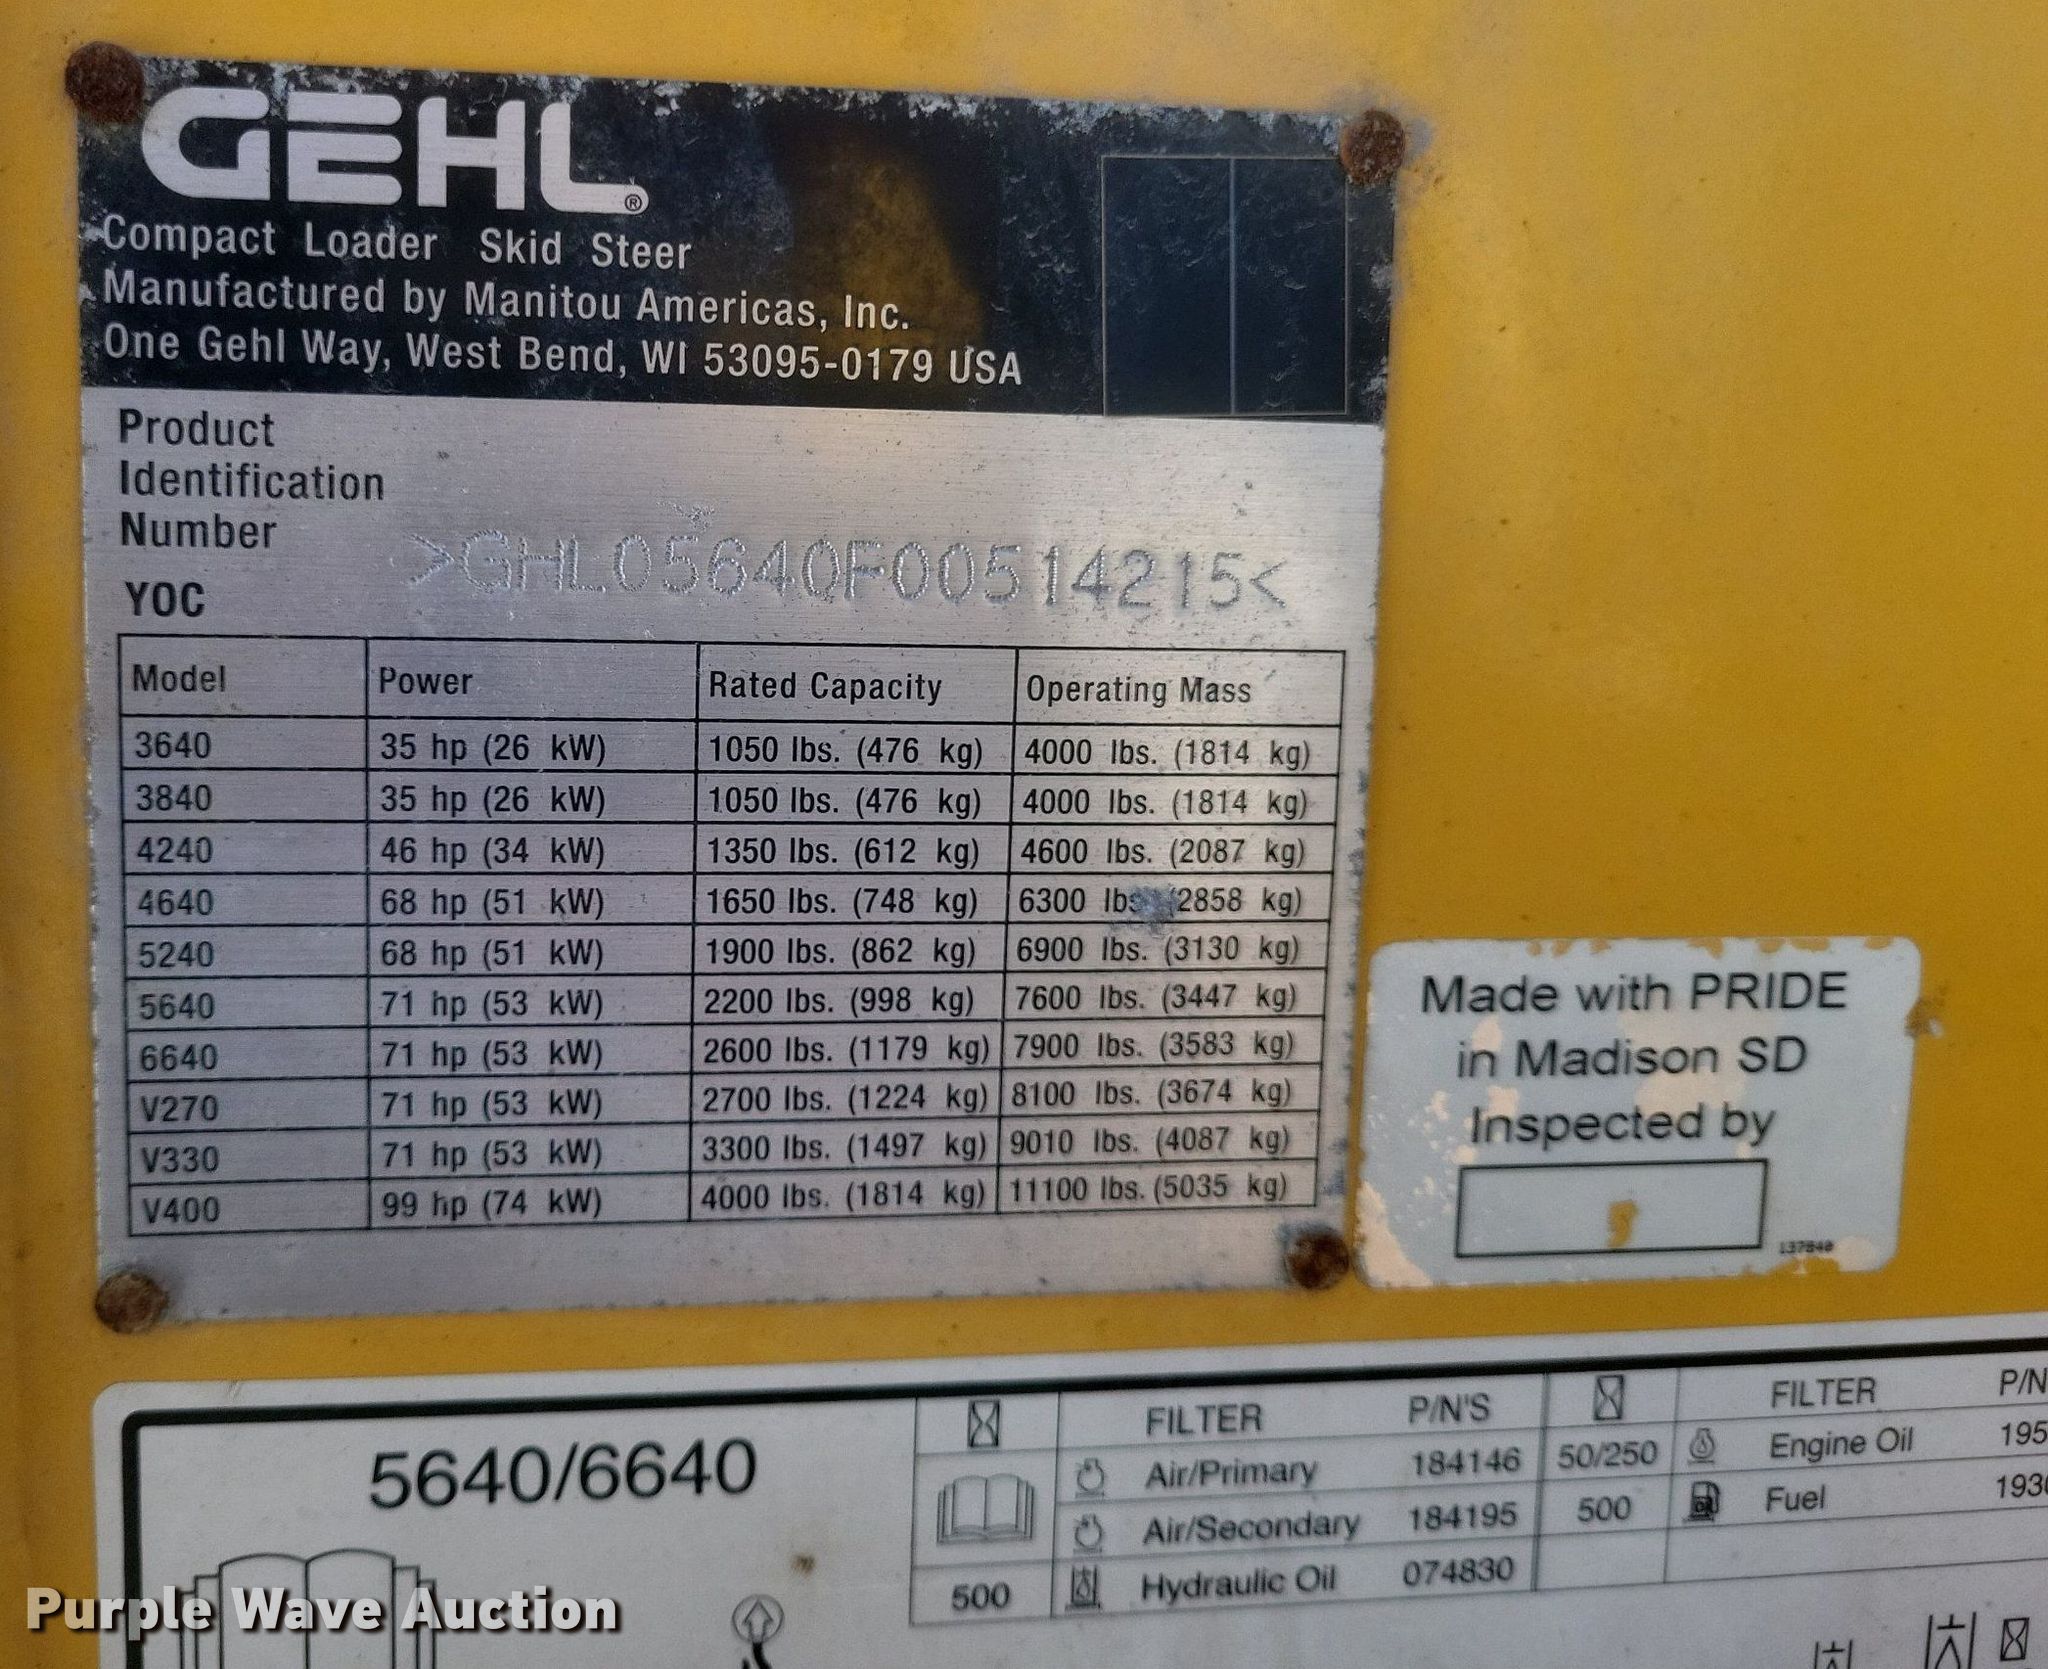 GEHL®
Compact Loader Skid Steer
Manufactured by Manitou Americas, Inc.
One Gehl Way, West Bend, WI 53095-0179 USA
Product
Identification
Number
>GHL05640F00514215<
YOC
Model Power Rated Capacity Operating Mass
3640 35 hp (26 kW) 1050 lbs. (476 kg) 4000 lbs. (1814 kg)
3840 35 hp (26 kW) 1050 lbs. (476 kg) 4000 lbs. (1814 kg)
4240 46 hp (34 kW) 1350 lbs. (612 kg) 4600 lbs. (2087 kg)
4640 68 hp (51 kW) 1650 lbs. (748 kg) 6300 lbs. (2858 kg)
5240 68 hp (51 kW) 1900 lbs. (862 kg) 6900 lbs. (3130 kg)
5640 71 hp (53 kW) 2200 lbs. (998 kg) 7600 lbs. (3447 kg)
6640 71 hp (53 kW) 2600 lbs. (1179 kg) 7900 lbs. (3583 kg)
V270 71 hp (53 kW) 2700 lbs. (1224 kg) 8100 lbs. (3674 kg)
V330 71 hp (53 kW) 3300 lbs. (1497 kg) 9010 lbs. (4087 kg)
V400 99 hp (74 kW) 4000 lbs. (1814 kg) 11100 lbs. (5035 kg)
Made with PRIDE
in Madison SD
Inspected by
137840
5640/6640
FILTER P/N'S FILTER P/N
Air/Primary 184146 50/250 Engine Oil 195
Air/Secondary 184195 500 Fuel 193
500 Hydraulic Oil 074830
Purple Wave Auction